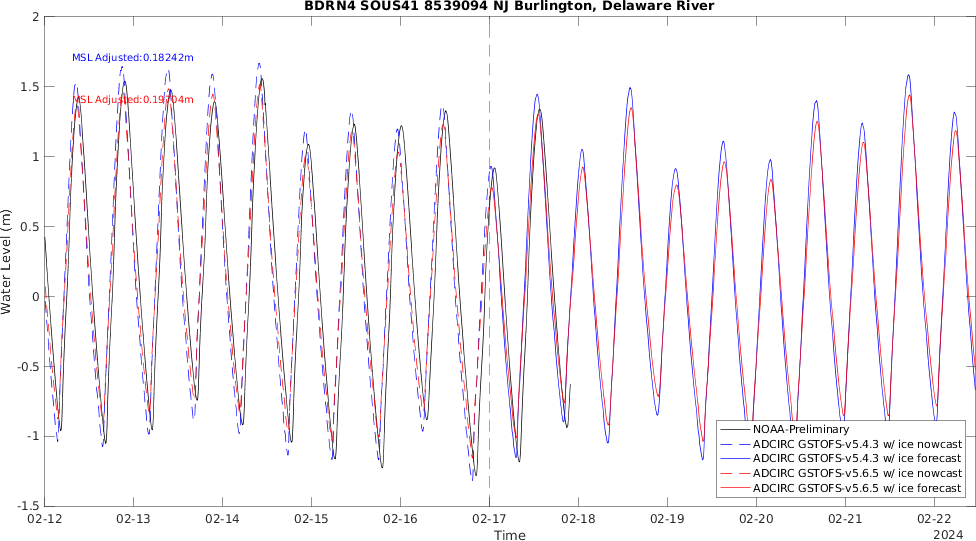 BDRN4 SOUS41 8539094 NJ Burlington, Delaware River
2
1.5
1
0.5
0
-0.5
-1
-1.5
Water Level (m)
MSL Adjusted:0.18242m
MSL Adjusted:0.19704m
NOAA-Preliminary
ADCIRC GSTOFS-v5.4.3 w/ ice nowcast
ADCIRC GSTOFS-v5.4.3 w/ ice forecast
ADCIRC GSTOFS-v5.6.5 w/ ice nowcast
ADCIRC GSTOFS-v5.6.5 w/ ice forecast
02-12 02-13 02-14 02-15 02-16 02-17 02-18 02-19 02-20 02-21 02-22
Time
2024